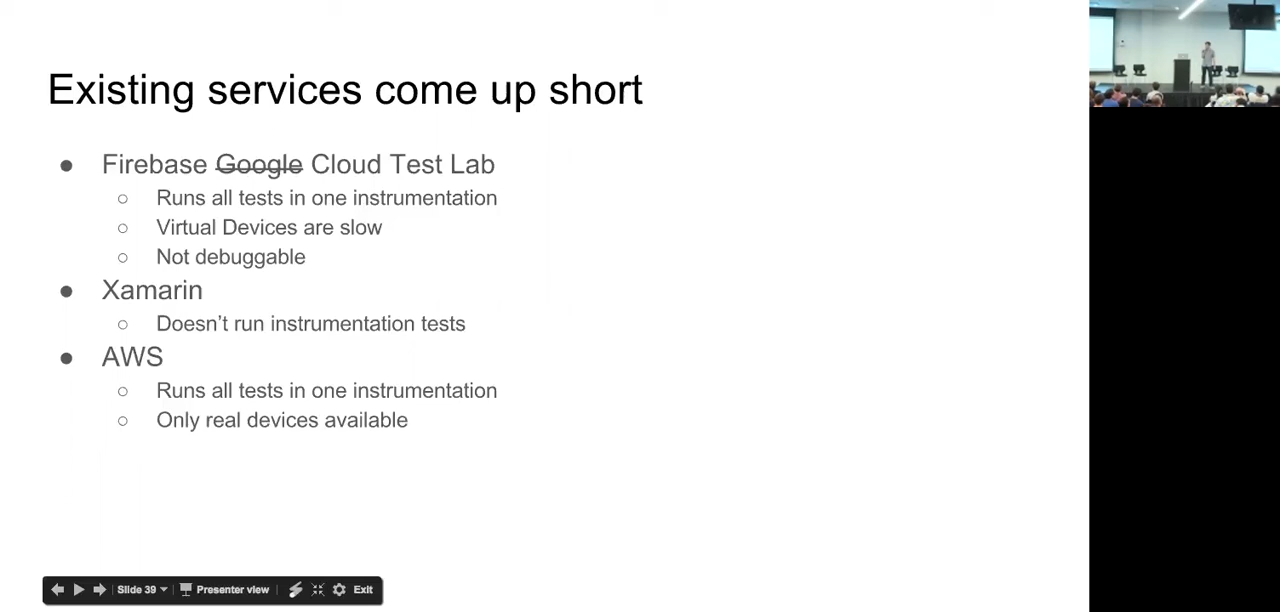 Existing services come up short
● Firebase Google Cloud Test Lab
○ Runs all tests in one instrumentation
○ Virtual Devices are slow
○ Not debuggable
● Xamarin
○ Doesn’t run instrumentation tests
● AWS
○ Runs all tests in one instrumentation
○ Only real devices available
Slide 39 Presenter view Exit